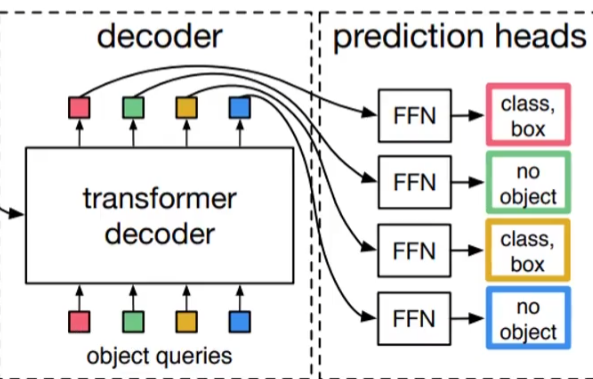 decoder
prediction heads
transformer
decoder
object queries
FFN
class,
box
FFN
no
object
FFN
class,
box
FFN
no
object